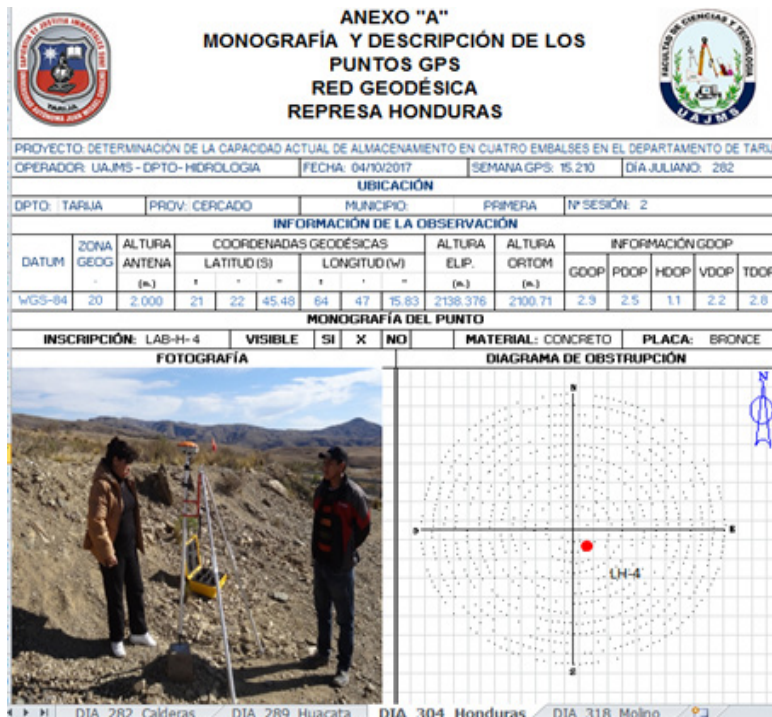 ANEXO "A"
MONOGRAFÍA Y DESCRIPCIÓN DE LOS
PUNTOS GPS
RED GEODÉSICA
REPRESA HONDURAS
PROYECTO: DETERMINACIÓN DE LA CAPACIDAD ACTUAL DE ALMACENAMIENTO EN CUATRO EMBALSES EN EL DEPARTAMENTO DE TARIJ
OPERADOR: UAJMS - DPTO- HIDROLOGIA FECHA: 04/10/2017 SEMANA GPS: 15.210 DÍA JULIANO: 282
UBICACIÓN
DPTO: TARIJA PROV: CERCADO MUNICIPIO: PRIMERA Nº SESIÓN: 2
INFORMACIÓN DE LA OBSERVACIÓN
DATUM ZONA GEOG ALTURA ANTENA (m.) COORDENADAS GEODÉSICAS LATITUD (S) ° ' " LONGITUD (W) ° ' " ALTURA ELIP. (m.) ALTURA ORTOM (m.) INFORMACIÓN GDOP GDOP PDOP HDOP VDOP TDOP
WGS-84 20 2.000 21 22 45.48 64 47 15.83 2138.376 2100.71 2.9 2.5 1.1 2.2 2.8
MONOGRAFÍA DEL PUNTO
INSCRIPCIÓN: LAB-H-4 VISIBLE SI X NO MATERIAL: CONCRETO PLACA: BRONCE
FOTOGRAFÍA DIAGRAMA DE OBSTRUPCIÓN
N
N
E
LH-4
S
DIA 282 Calderas DIA 289 Huacata DIA 304 Honduras DIA 318 Molino
TARIJA
FACULTAD DE CIENCIAS Y TECNOLOGIA
U.A.J.M.S.